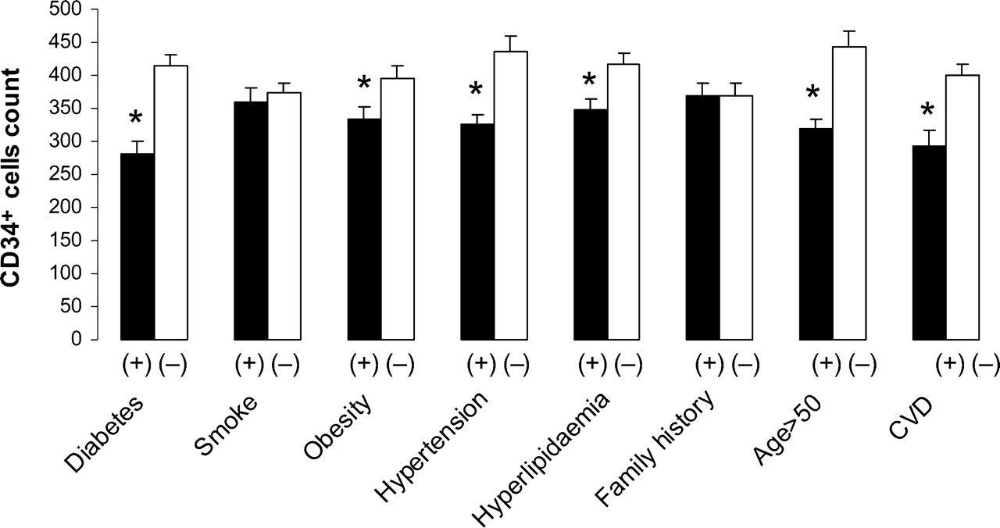 CD34+ cells count
500
450
400
350
300
250
200
150
100
50
0
* * * * * *
(+) (–) (+) (–) (+) (–) (+) (–) (+) (–) (+) (–) (+) (–) (+) (–)
Diabetes
Smoke
Obesity
Hypertension
Hyperlipidaemia
Family history
Age>50
CVD